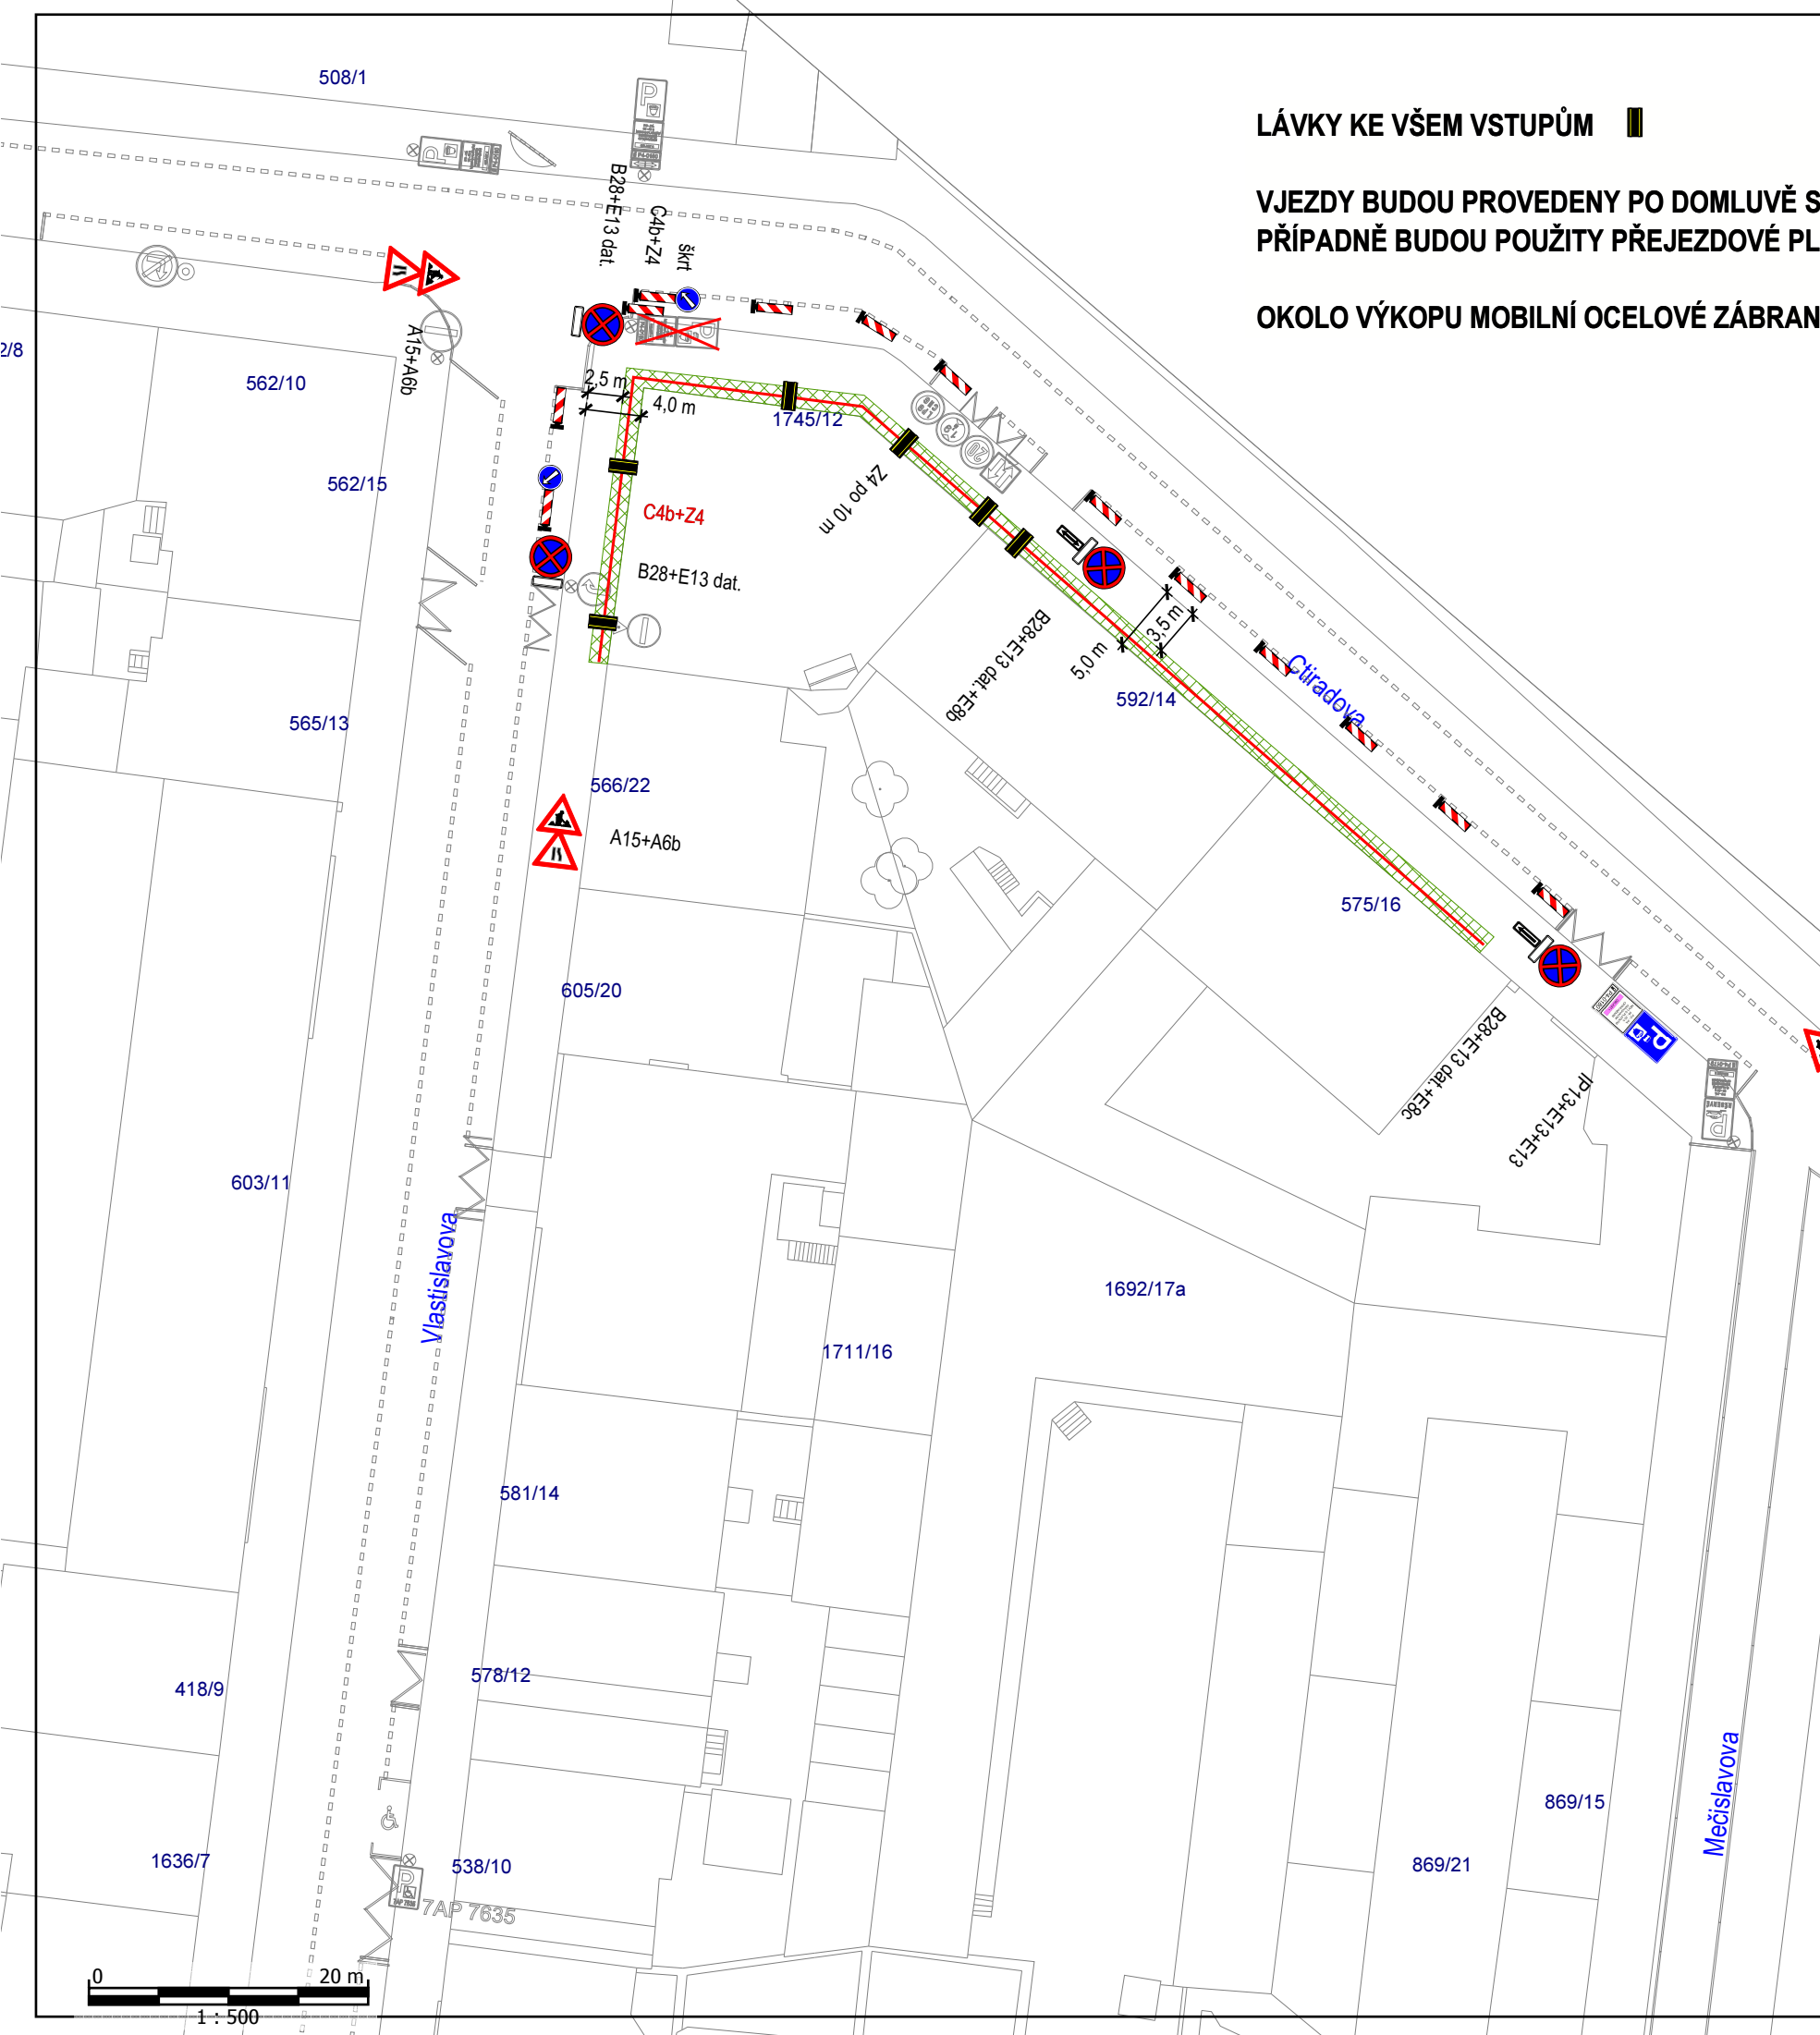 508/1
LÁVKY KE VŠEM VSTUPŮM
VJEZDY BUDOU PROVEDENY PO DOMLUVĚ S
PŘÍPADNĚ BUDOU POUŽITY PŘEJEZDOVÉ PL
OKOLO VÝKOPU MOBILNÍ OCELOVÉ ZÁBRAN
B28+E13 dat.
C4b+Z4
škrt
A15+A6b
2/8
562/10
2,5 m
4,0 m
1745/12
562/15
C4b+Z4
Z4 po 10 m
B28+E13 dat.
B28+E13 dat.+E8b
5,0 m
3,5 m
Ctiradova
592/14
565/13
566/22
A15+A6b
575/16
605/20
B28+E13 dat.+E8c
IP13+E13+E13
603/11
Vlastislavova
1692/17a
1711/16
581/14
578/12
418/9
869/15
Mečislavova
1636/7
538/10
869/21
7AP 7635
0
20 m
1 : 500